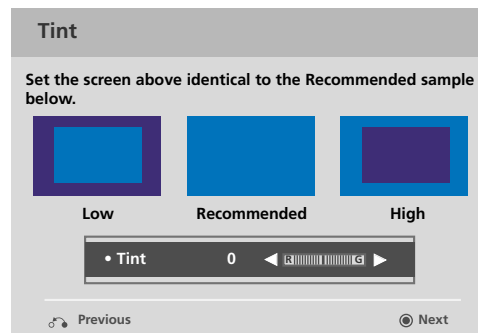 Tint
Set the screen above identical to the Recommended sample
below.
Low Recommended High
• Tint 0 R G
Previous Next